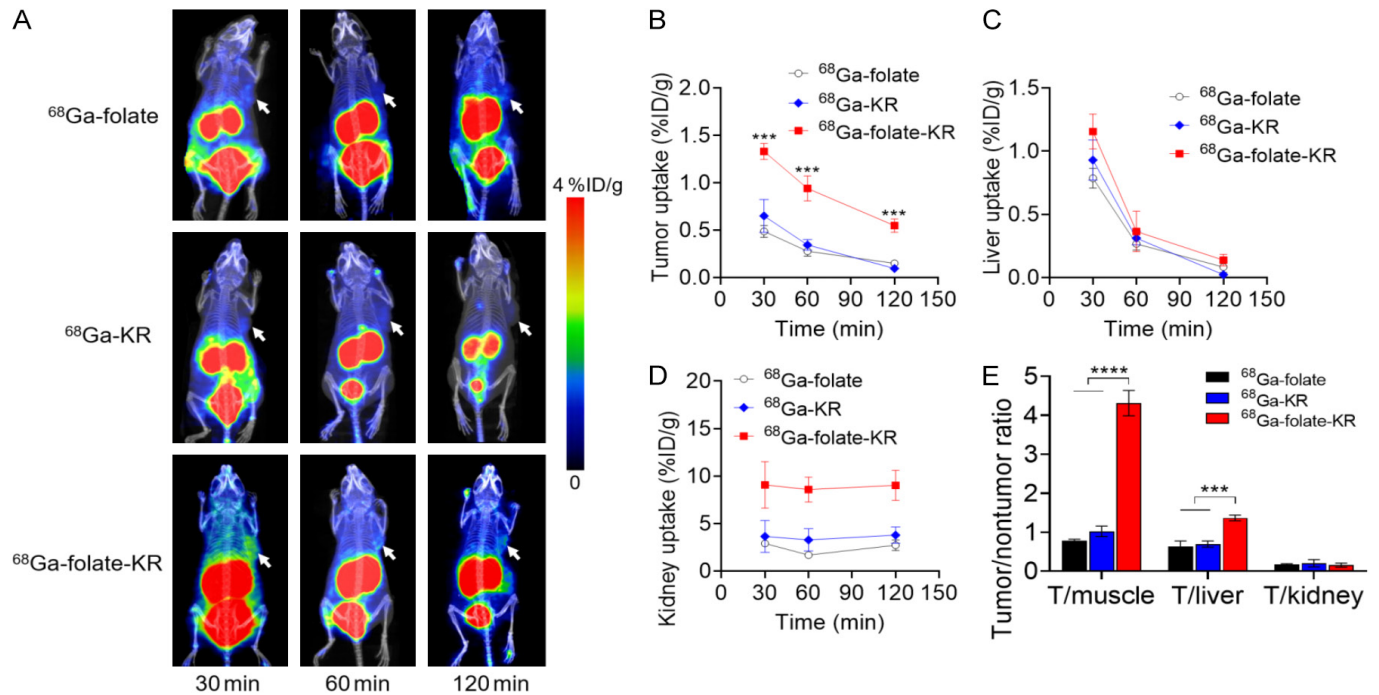 A
⁶⁸Ga-folate
⁶⁸Ga-KR
⁶⁸Ga-folate-KR
30 min
60 min
120 min
4 %ID/g
0
B
Tumor uptake (%ID/g)
2.0
1.5
1.0
0.5
0.0
⁶⁸Ga-folate
⁶⁸Ga-KR
⁶⁸Ga-folate-KR
***
***
***
0 30 60 90 120 150
Time (min)
C
Liver uptake (%ID/g)
1.5
1.0
0.5
0.0
⁶⁸Ga-folate
⁶⁸Ga-KR
⁶⁸Ga-folate-KR
0 30 60 90 120 150
Time (min)
D
Kidney uptake (%ID/g)
20
15
10
5
0
⁶⁸Ga-folate
⁶⁸Ga-KR
⁶⁸Ga-folate-KR
0 30 60 90 120 150
Time (min)
E
Tumor/nontumor ratio
5
4
3
2
1
0
****
***
⁶⁸Ga-folate
⁶⁸Ga-KR
⁶⁸Ga-folate-KR
T/muscle T/liver T/kidney